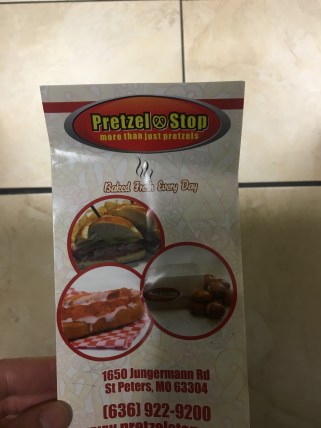 Pretzel Stop
more than just pretzels
Baked Fresh Every Day
1650 Jungermann Rd
St Peters, MO 63304
(636) 922-9200